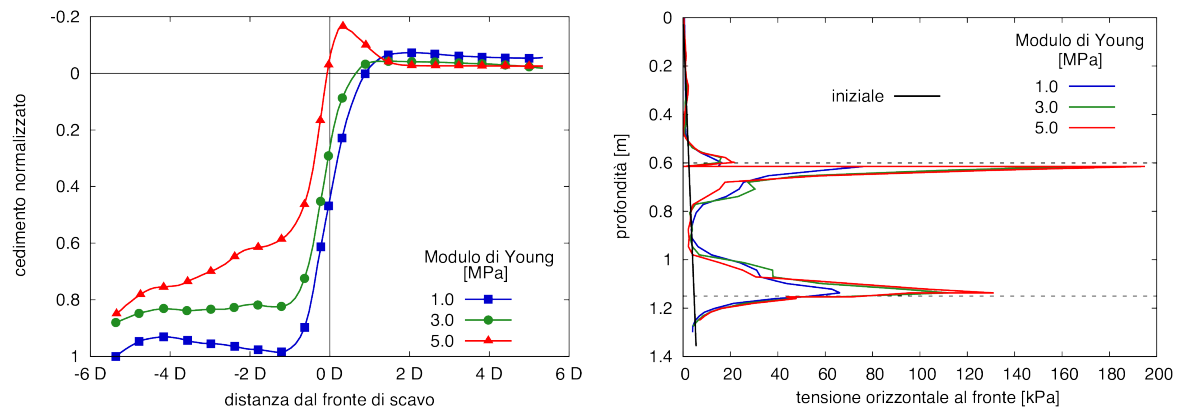 -0.2
0
0.2
0.4
0.6
0.8
1
cedimento normalizzato
-6 D
-4 D
-2 D
0 D
2 D
4 D
6 D
distanza dal fronte di scavo
Modulo di Young
[MPa]
1.0
3.0
5.0
0
0.2
0.4
0.6
0.8
1
1.2
1.4
profondità [m]
0
20
40
60
80
100
120
140
160
180
200
tensione orizzontale al fronte [kPa]
Modulo di Young
[MPa]
iniziale
1.0
3.0
5.0